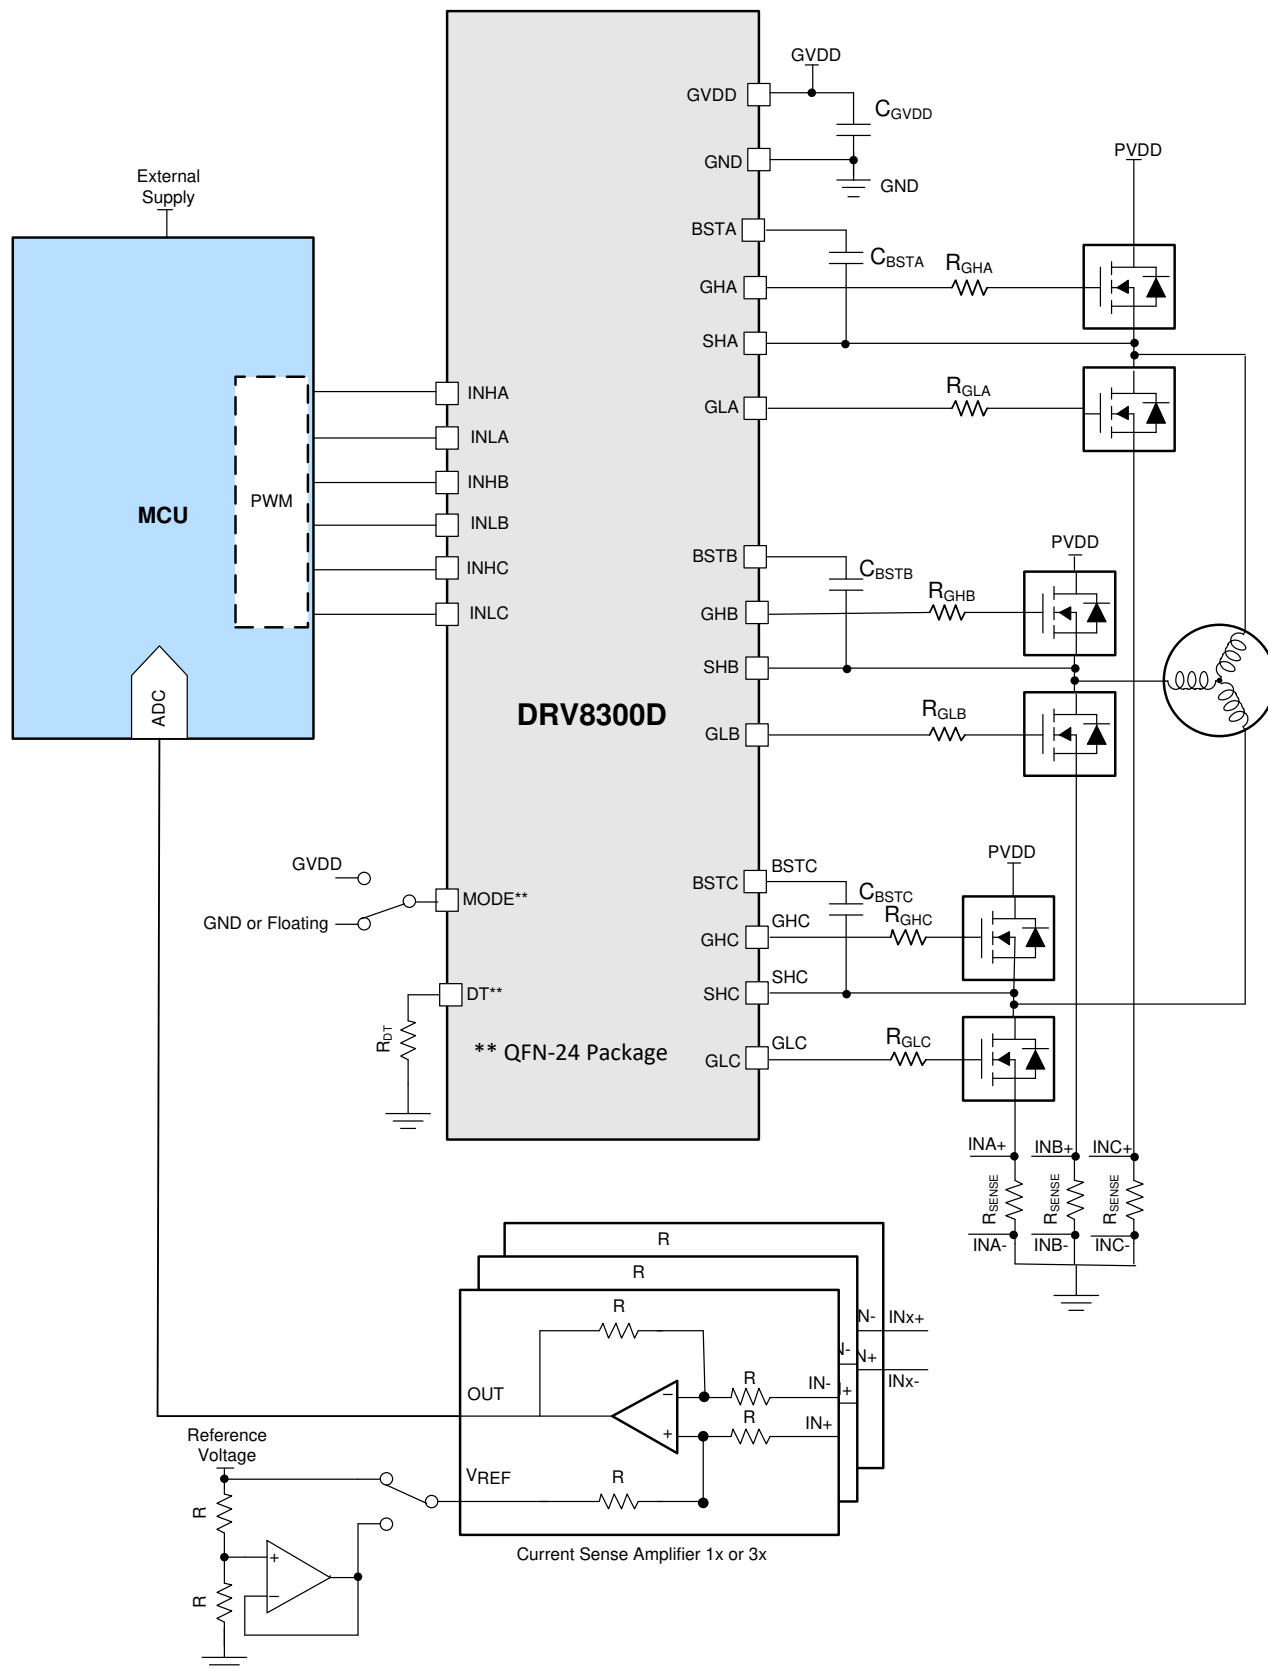 GVDD
GVDD
CGVDD
GND
GND
PVDD
External
Supply
BSTA
CBSTA
RGHA
GHA
SHA
RGLA
GLA
INHA
INLA
INHB
INLB
INHC
INLC
PWM
MCU
ADC
PVDD
BSTB
CBSTB
RGHB
GHB
SHB
DRV8300D
RGLB
GLB
GVDD
MODE**
GND or Floating
PVDD
BSTC
BSTC
CBSTC
GHC
RGHC
GHC
SHC
SHC
DT**
RDT
** QFN-24 Package
GLC
RGLC
GLC
INA+
INB+
INC+
RSENSE
RSENSE
RSENSE
INA-
INB-
INC-
R
R
R
N-
INx+
N-
N+
INx-
OUT
−
R
IN-
I+
+
R
IN+
Reference
Voltage
VREF
R
R
+
−
R
Current Sense Amplifier 1x or 3x